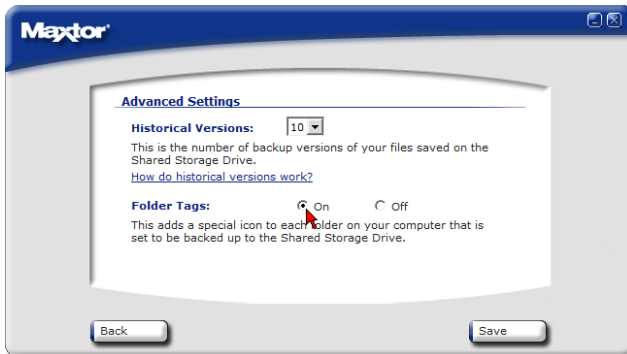 Maxtor
Advanced Settings
Historical Versions: 10
This is the number of backup versions of your files saved on the
Shared Storage Drive.
How do historical versions work?
Folder Tags: On Off
This adds a special icon to each folder on your computer that is
set to be backed up to the Shared Storage Drive.
Back Save